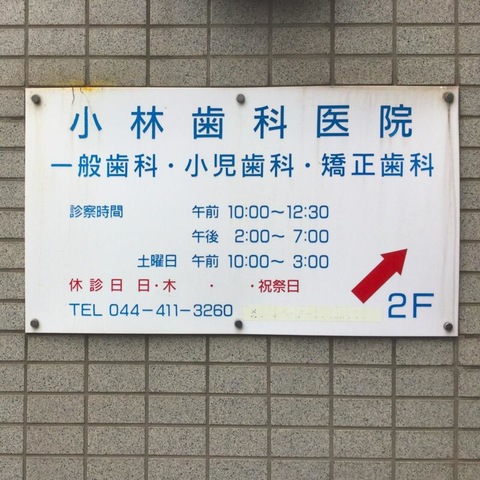 小林歯科医院
一般歯科・小児歯科・矯正歯科
診察時間 午前 10:00〜12:30
午後 2:00〜 7:00
土曜日 午前 10:00〜 3:00
休診日 日・木 ・ ・祝祭日
TEL 044-411-3260 2F